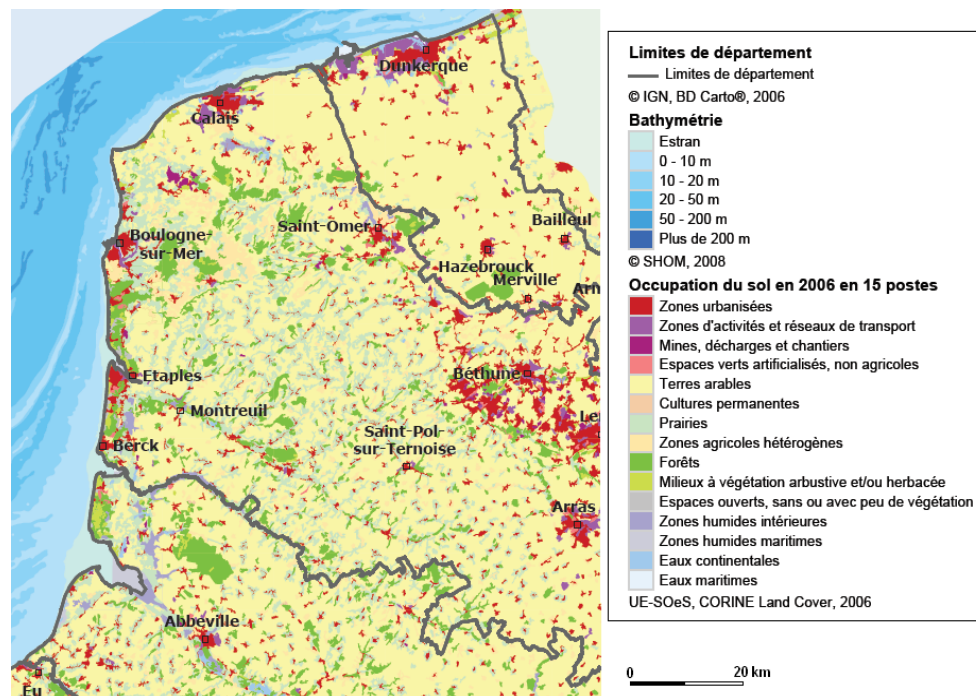 Dunkerque
Calais
Saint-Omer
Bailleul
Boulogne-
sur-Mer
Hazebrouck
Merville
Arm
Etaples
Béthune
Montreuil
Le
Saint-Pol-
sur-Ternoise
Berck
Arras
Abbeville
Eu
Limites de département
Limites de département
© IGN, BD Carto®, 2006
Bathymétrie
Estran
0 - 10 m
10 - 20 m
20 - 50 m
50 - 200 m
Plus de 200 m
© SHOM, 2008
Occupation du sol en 2006 en 15 postes
Zones urbanisées
Zones d'activités et réseaux de transport
Mines, décharges et chantiers
Espaces verts artificialisés, non agricoles
Terres arables
Cultures permanentes
Prairies
Zones agricoles hétérogènes
Forêts
Milieux à végétation arbustive et/ou herbacée
Espaces ouverts, sans ou avec peu de végétation
Zones humides intérieures
Zones humides maritimes
Eaux continentales
Eaux maritimes
UE-SOeS, CORINE Land Cover, 2006
0 20 km